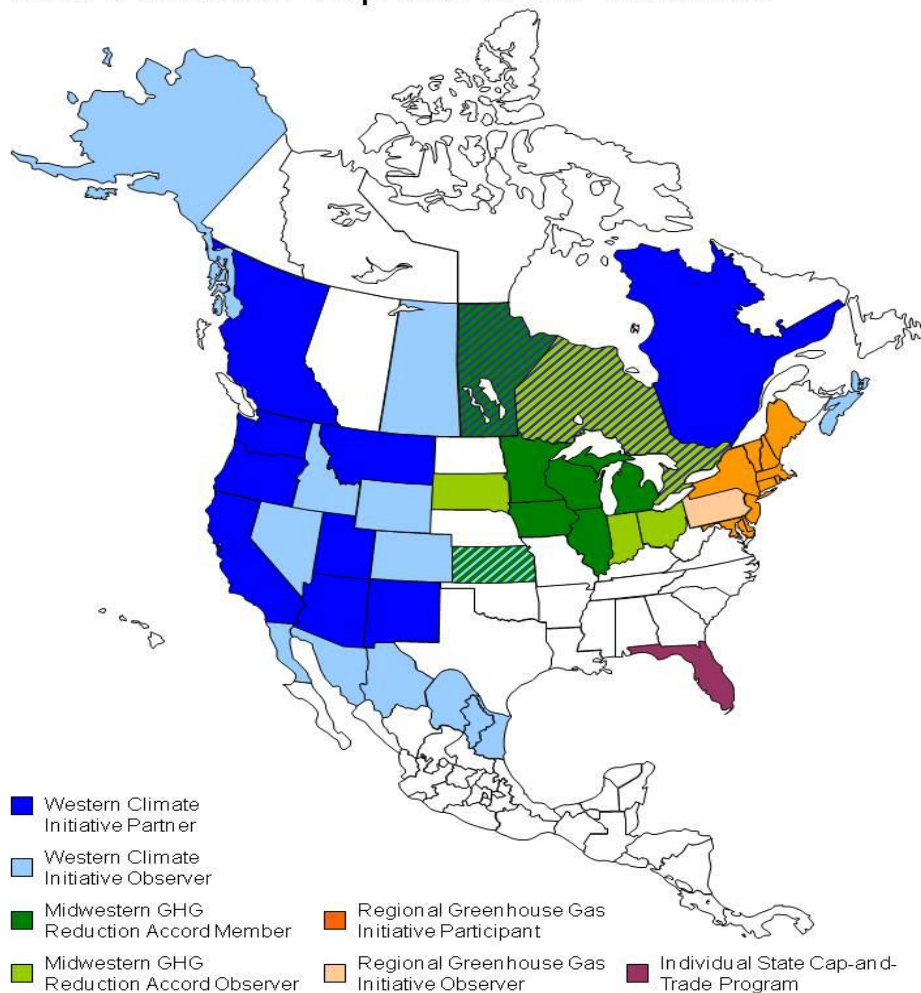 Western Climate
Initiative Partner
Western Climate
Initiative Observer
Midwestern GHG
Reduction Accord Member
Midwestern GHG
Reduction Accord Observer
Regional Greenhouse Gas
Initiative Participant
Regional Greenhouse Gas
Initiative Observer
Individual State Cap-and-
Trade Program